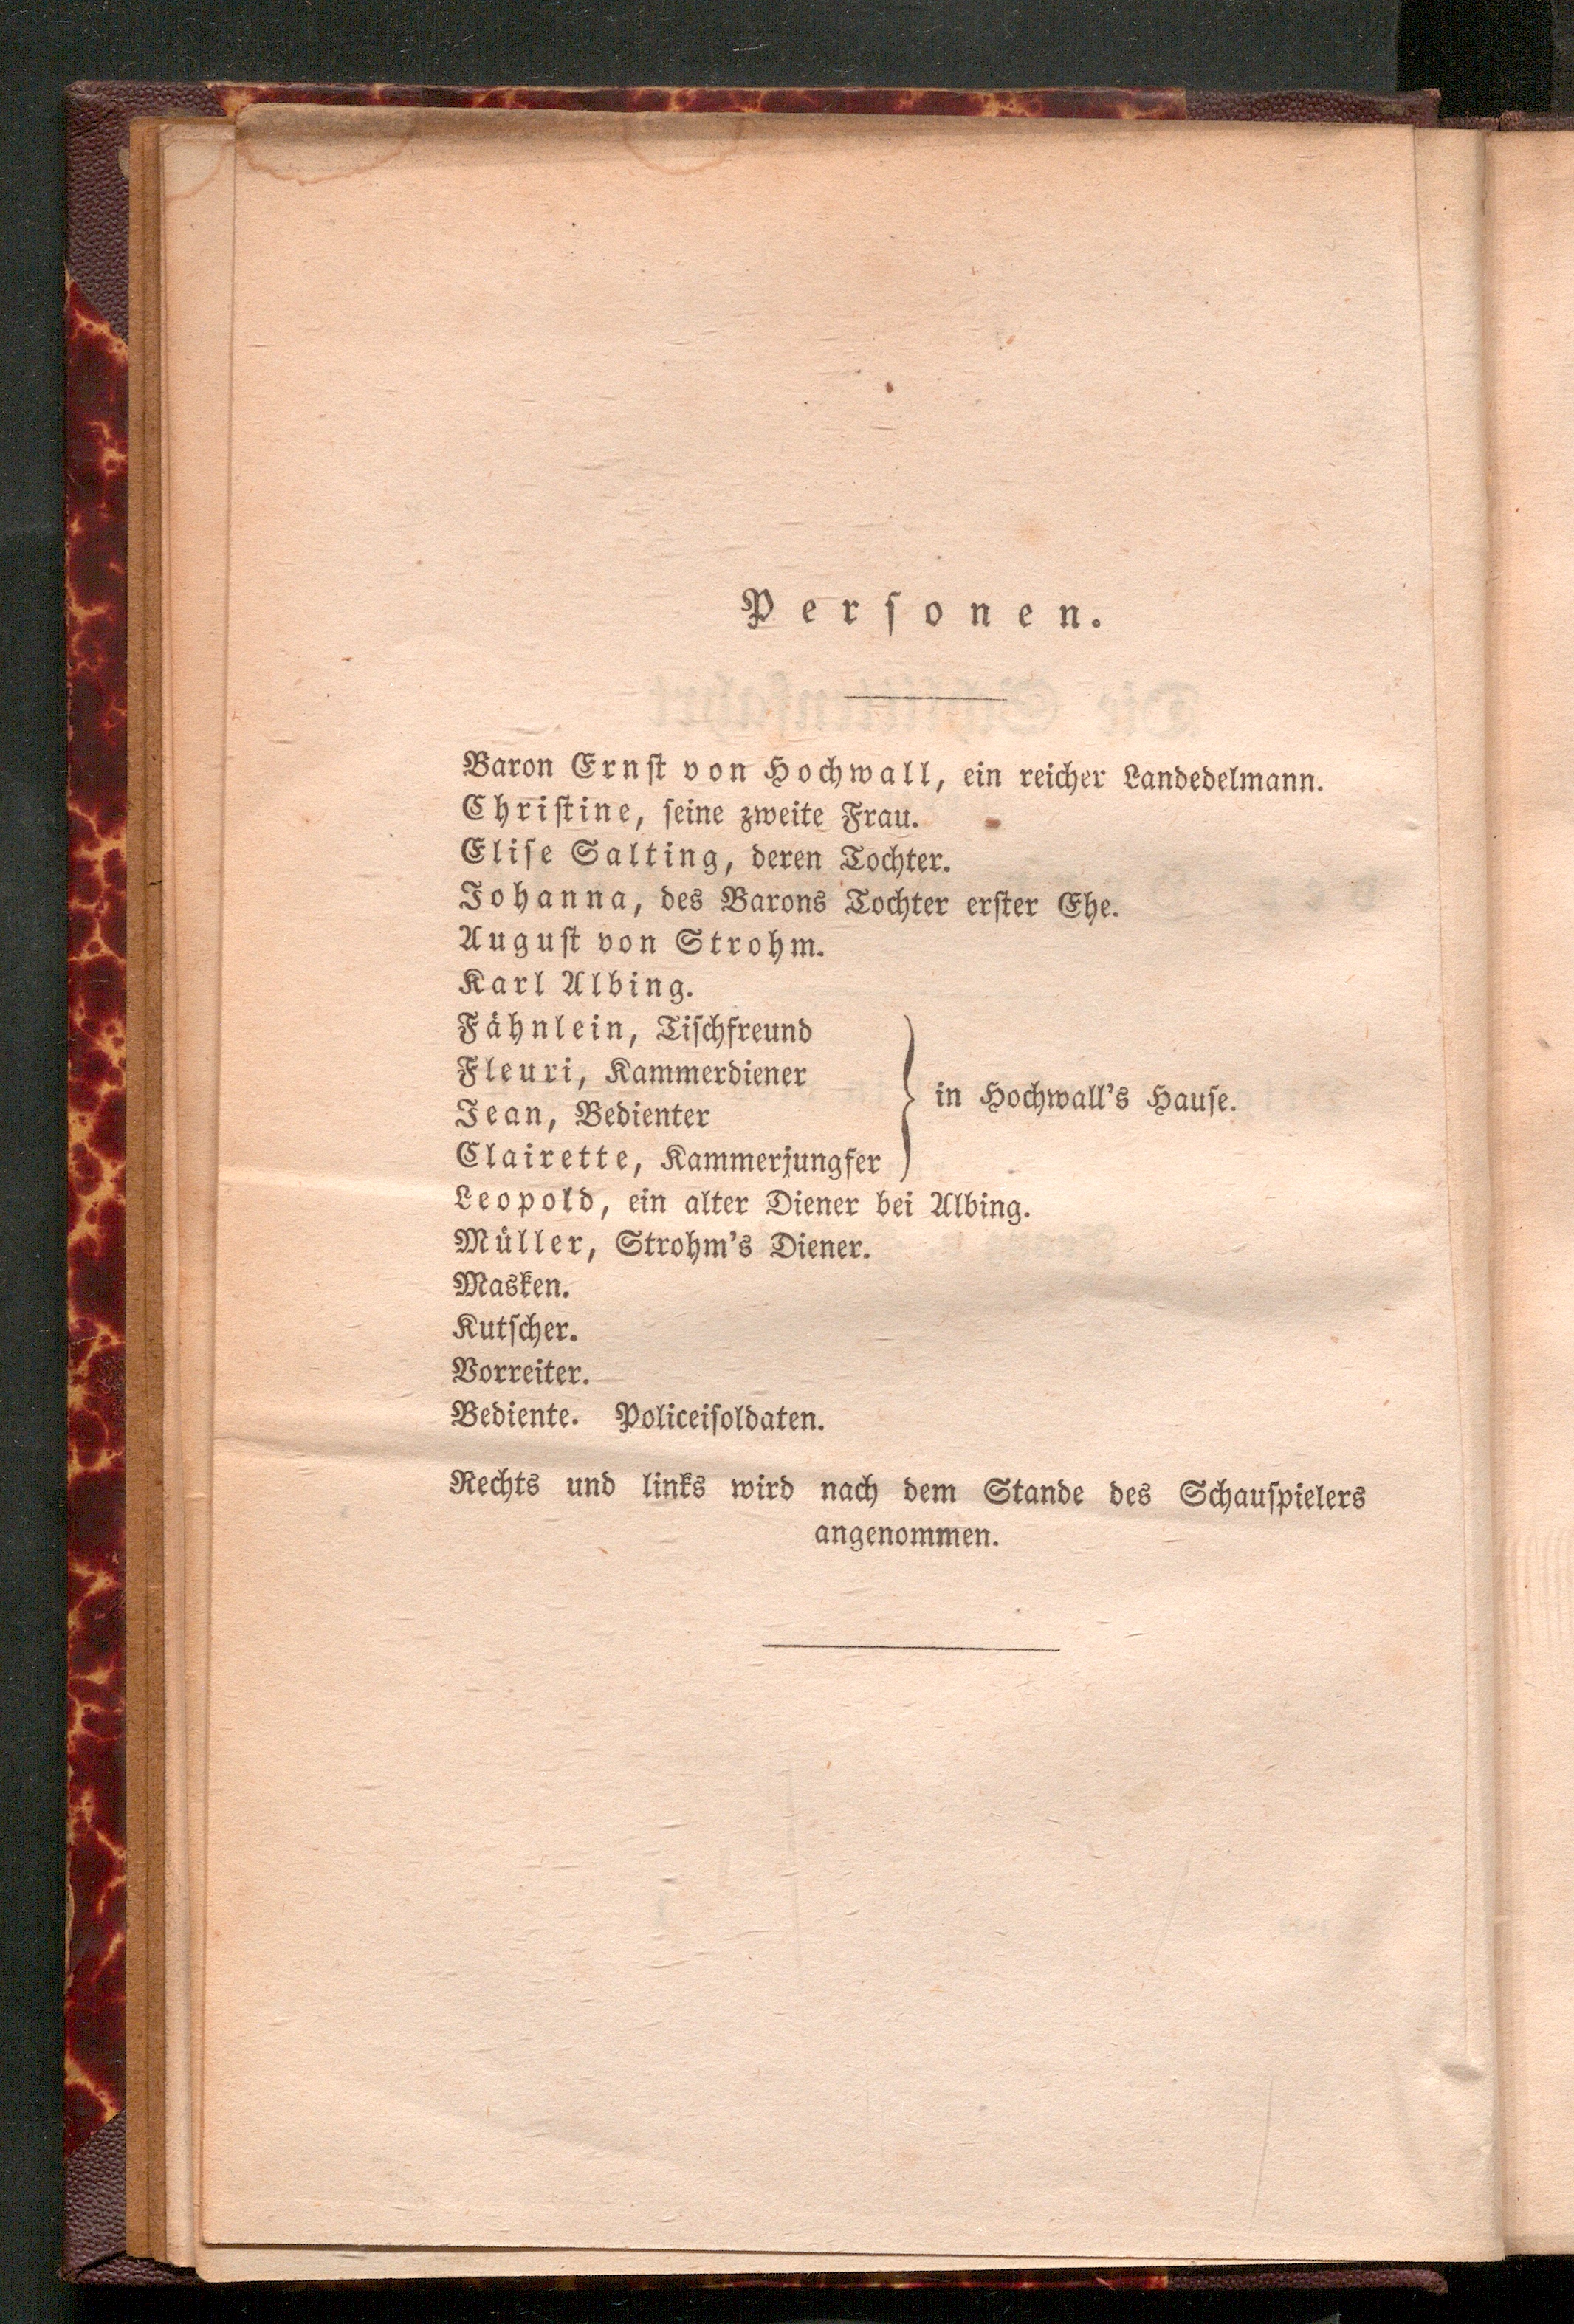 Personen.
Baron Ernſt von Hochwall, ein reicher Landedelmann.
Chriſtine, ſeine zweite Frau.
Eliſe Salting, deren Tochter.
Johanna, des Barons Tochter erſter Ehe.
Auguſt von Strohm.
Karl Albing.
Fähnlein, Tiſchfreund
Fleuri, Kammerdiener
Jean, Bedienter
Clairette, Kammerjungfer
in Hochwall's Hauſe.
Leopold, ein alter Diener bei Albing.
Müller, Strohm's Diener.
Masken.
Kutſcher.
Vorreiter.
Bediente. Policeiſoldaten.
Rechts und links wird nach dem Stande des Schauſpielers
angenommen.